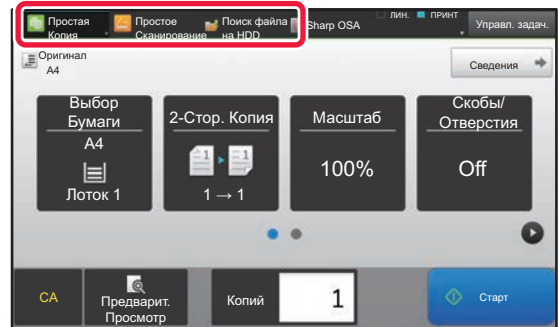 Простая
Копия
Простое
Сканирование
Поиск файла
на HDD
Sharp OSA
ЛИН.
ПРИНТ
Управл. задач.
Оригинал
A4
Сведения
Выбор
Бумаги
A4
Лоток 1
2-Стор. Копия
1
1
1 → 1
Масштаб
100%
Скобы/
Отверстия
Off
CA
Предварит.
Просмотр
Копий
1
Старт